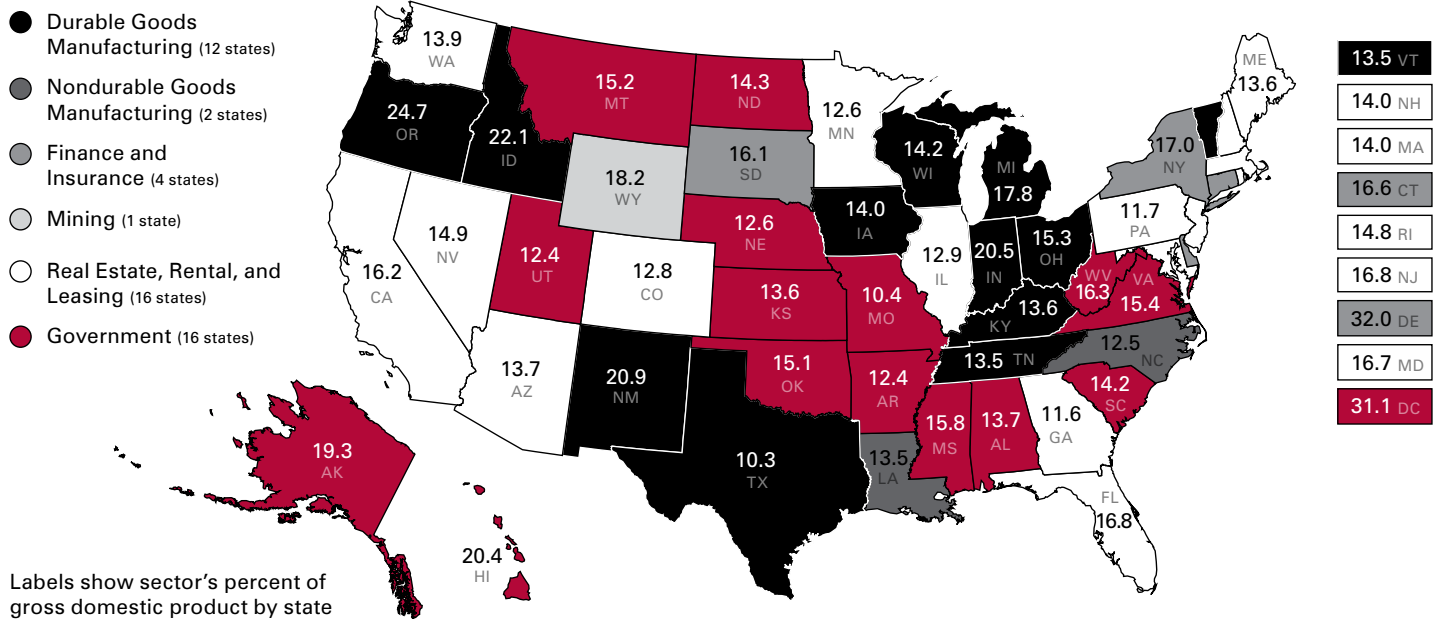 Durable Goods
Manufacturing (12 states)
Nondurable Goods
Manufacturing (2 states)
Finance and
Insurance (4 states)
Mining (1 state)
Real Estate, Rental, and
Leasing (16 states)
Government (16 states)
13.9
WA
24.7
OR
22.1
ID
15.2
MT
14.3
ND
12.6
MN
16.1
SD
18.2
WY
14.2
WI
MI
17.8
17.0
NY
ME
13.6
16.2
CA
14.9
NV
12.4
UT
12.8
CO
12.6
NE
14.0
IA
12.9
IL
20.5
IN
15.3
OH
11.7
PA
WV
16.3
VA
15.4
13.6
KS
10.4
MO
13.6
KY
13.5 TN
12.5
NC
13.7
AZ
20.9
NM
15.1
OK
12.4
AR
14.2
SC
15.8
MS
13.7
AL
11.6
GA
10.3
TX
13.5
LA
FL
16.8
19.3
AK
20.4
HI
13.5 VT
14.0 NH
14.0 MA
16.6 CT
14.8 RI
16.8 NJ
32.0 DE
16.7 MD
31.1 DC
Labels show sector’s percent of
gross domestic product by state